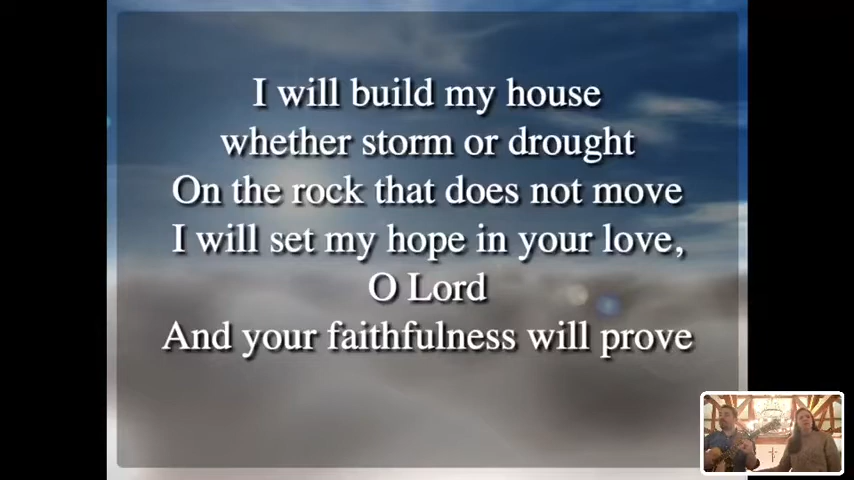 I will build my house
whether storm or drought
On the rock that does not move
I will set my hope in your love,
O Lord
And your faithfulness will prove